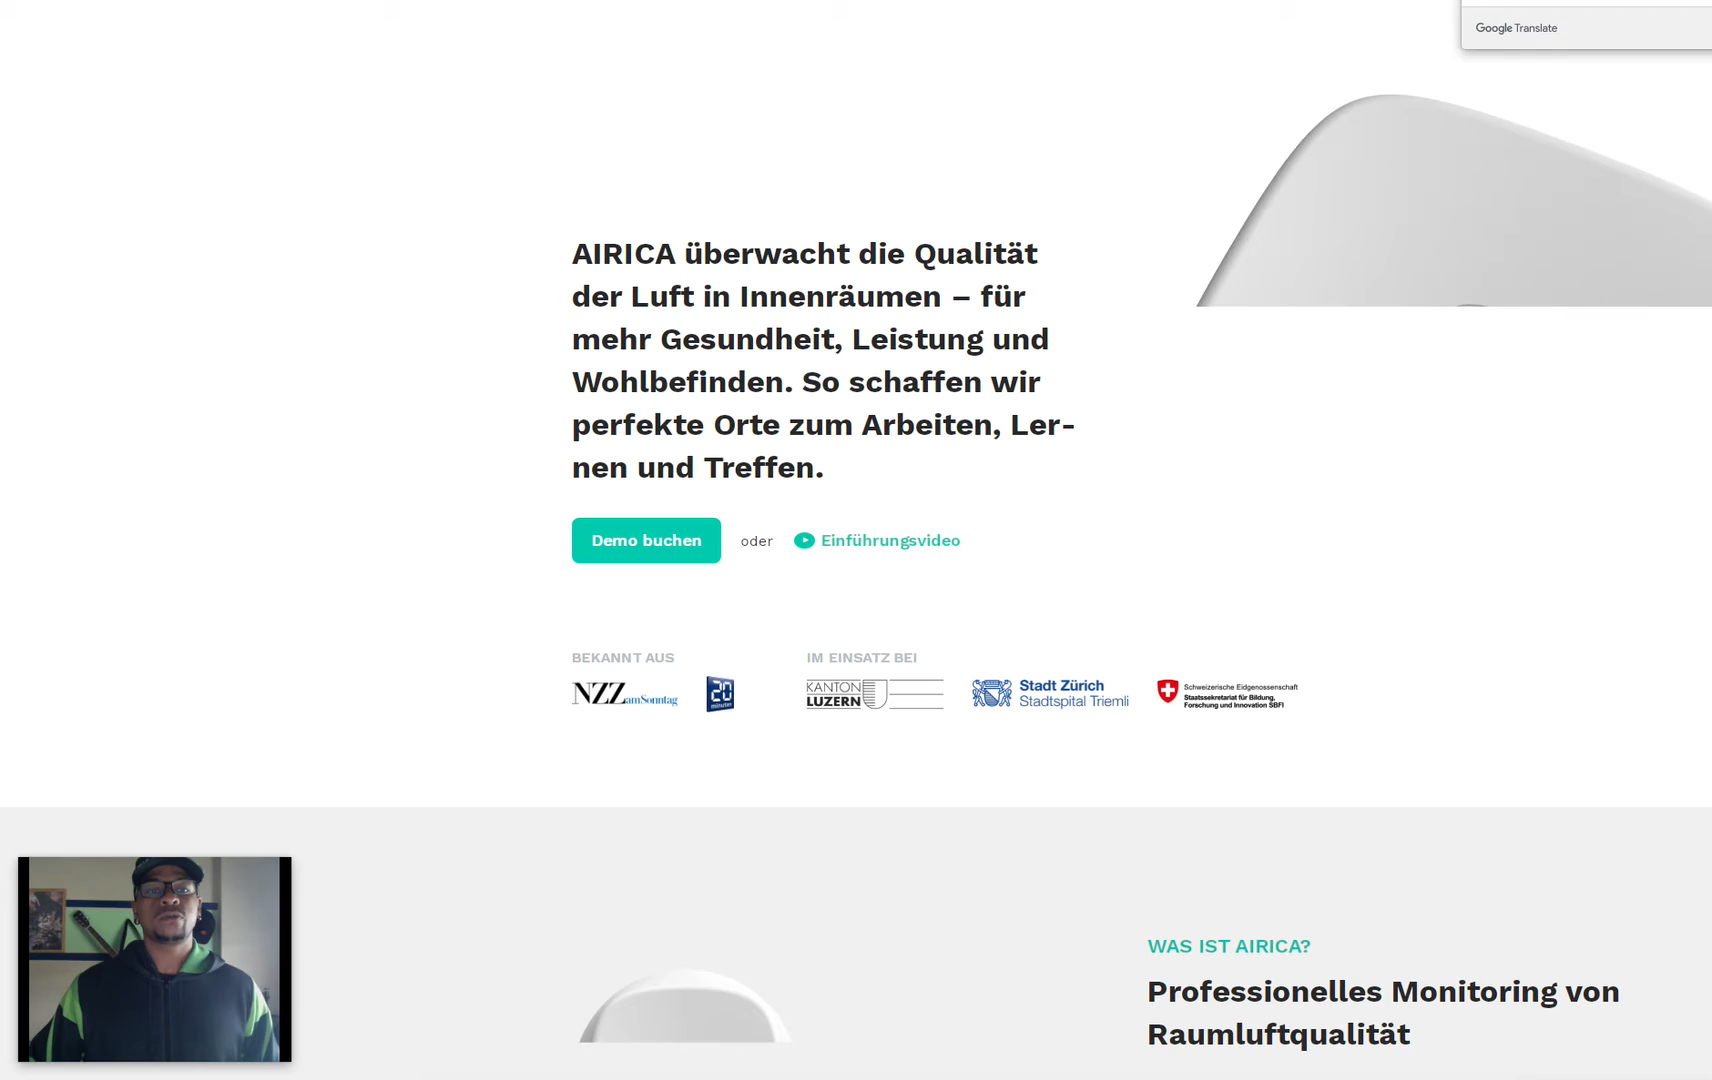 Google Translate
AIRICA überwacht die Qualität
der Luft in Innenräumen – für
mehr Gesundheit, Leistung und
Wohlbefinden. So schaffen wir
perfekte Orte zum Arbeiten, Ler-
nen und Treffen.
Demo buchen oder Einführungsvideo
BEKANNT AUS
NZZ am Sonntag
20
minuten
IM EINSATZ BEI
KANTON
LUZERN
Stadt Zürich
Stadtspital Triemli
Schweizerische Eidgenossenschaft
Staatssekretariat für Bildung,
Forschung und Innovation SBFI
WAS IST AIRICA?
Professionelles Monitoring von
Raumluftqualität